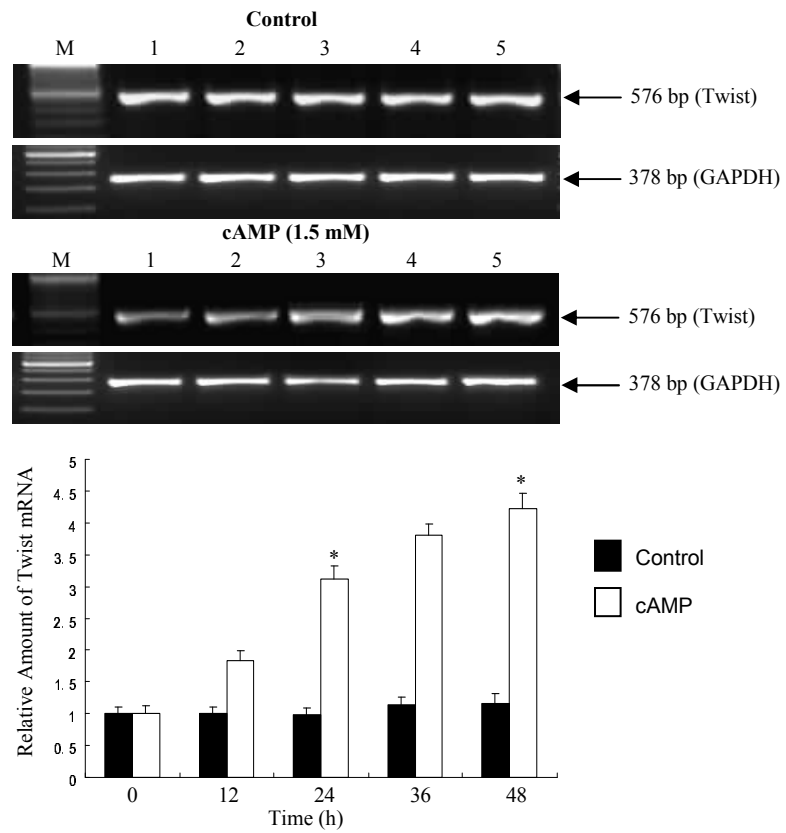 Control
M 1 2 3 4 5
576 bp (Twist)
378 bp (GAPDH)
cAMP (1.5 mM)
M 1 2 3 4 5
576 bp (Twist)
378 bp (GAPDH)
Relative Amount of Twist mRNA
5
4.5
4
3.5
3
2.5
2
1.5
1
0.5
0
*
*
0 12 24 36 48
Time (h)
Control
cAMP